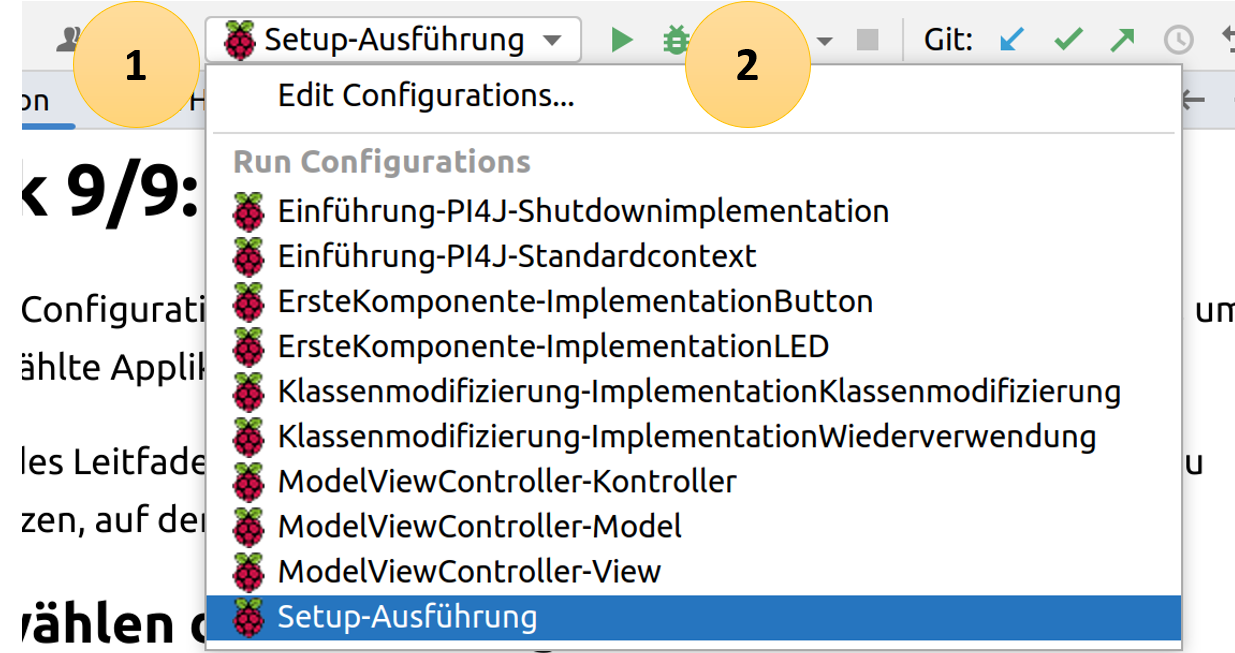 1
Setup-Ausführung
2
Git:
on
H
Edit Configurations...
k 9/9:
Run Configurations
Einführung-PI4J-Shutdownimplementation
Einführung-PI4J-Standardcontext
Configurati
ErsteKomponente-ImplementationButton
um
ErsteKomponente-ImplementationLED
ählte Applik
Klassenmodifizierung-ImplementationKlassenmodifizierung
Klassenmodifizierung-ImplementationWiederverwendung
les Leitfade
u
ModelViewController-Kontroller
zen, auf der
ModelViewController-Model
ModelViewController-View
Setup-Ausführung
vählen d